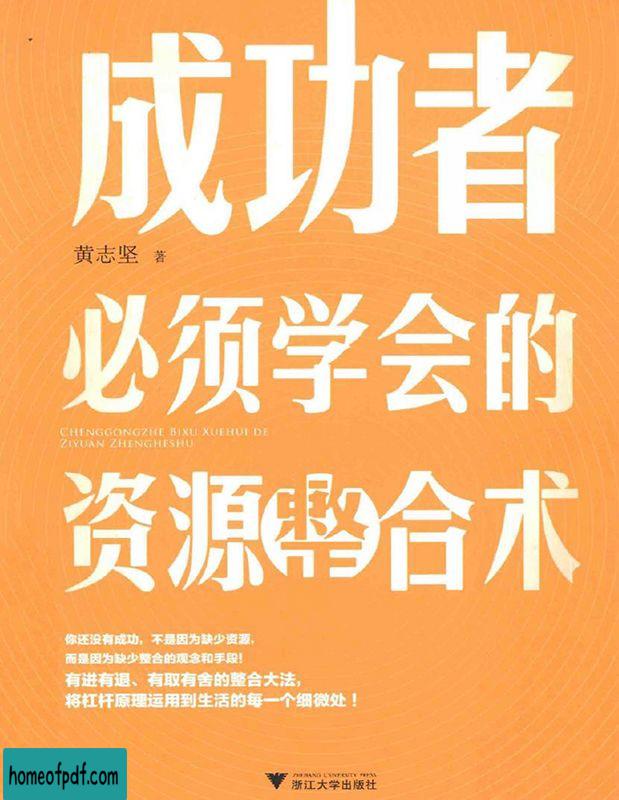 成功者
黄志坚 著
必须学会的
CHENGGONGZHE BIXU XUEHUI DE
ZIYUAN ZHENGHESHU
资源整合术
你还没有成功，不是因为缺少资源，
而是因为缺少整合的观念和手段！
有进有退、有取有舍的整合大法，
将杠杆原理运用到生活的每一个细微处！
homeofpdf.com
ZHEJIANG UNIVERSITY PRESS
浙江大学出版社